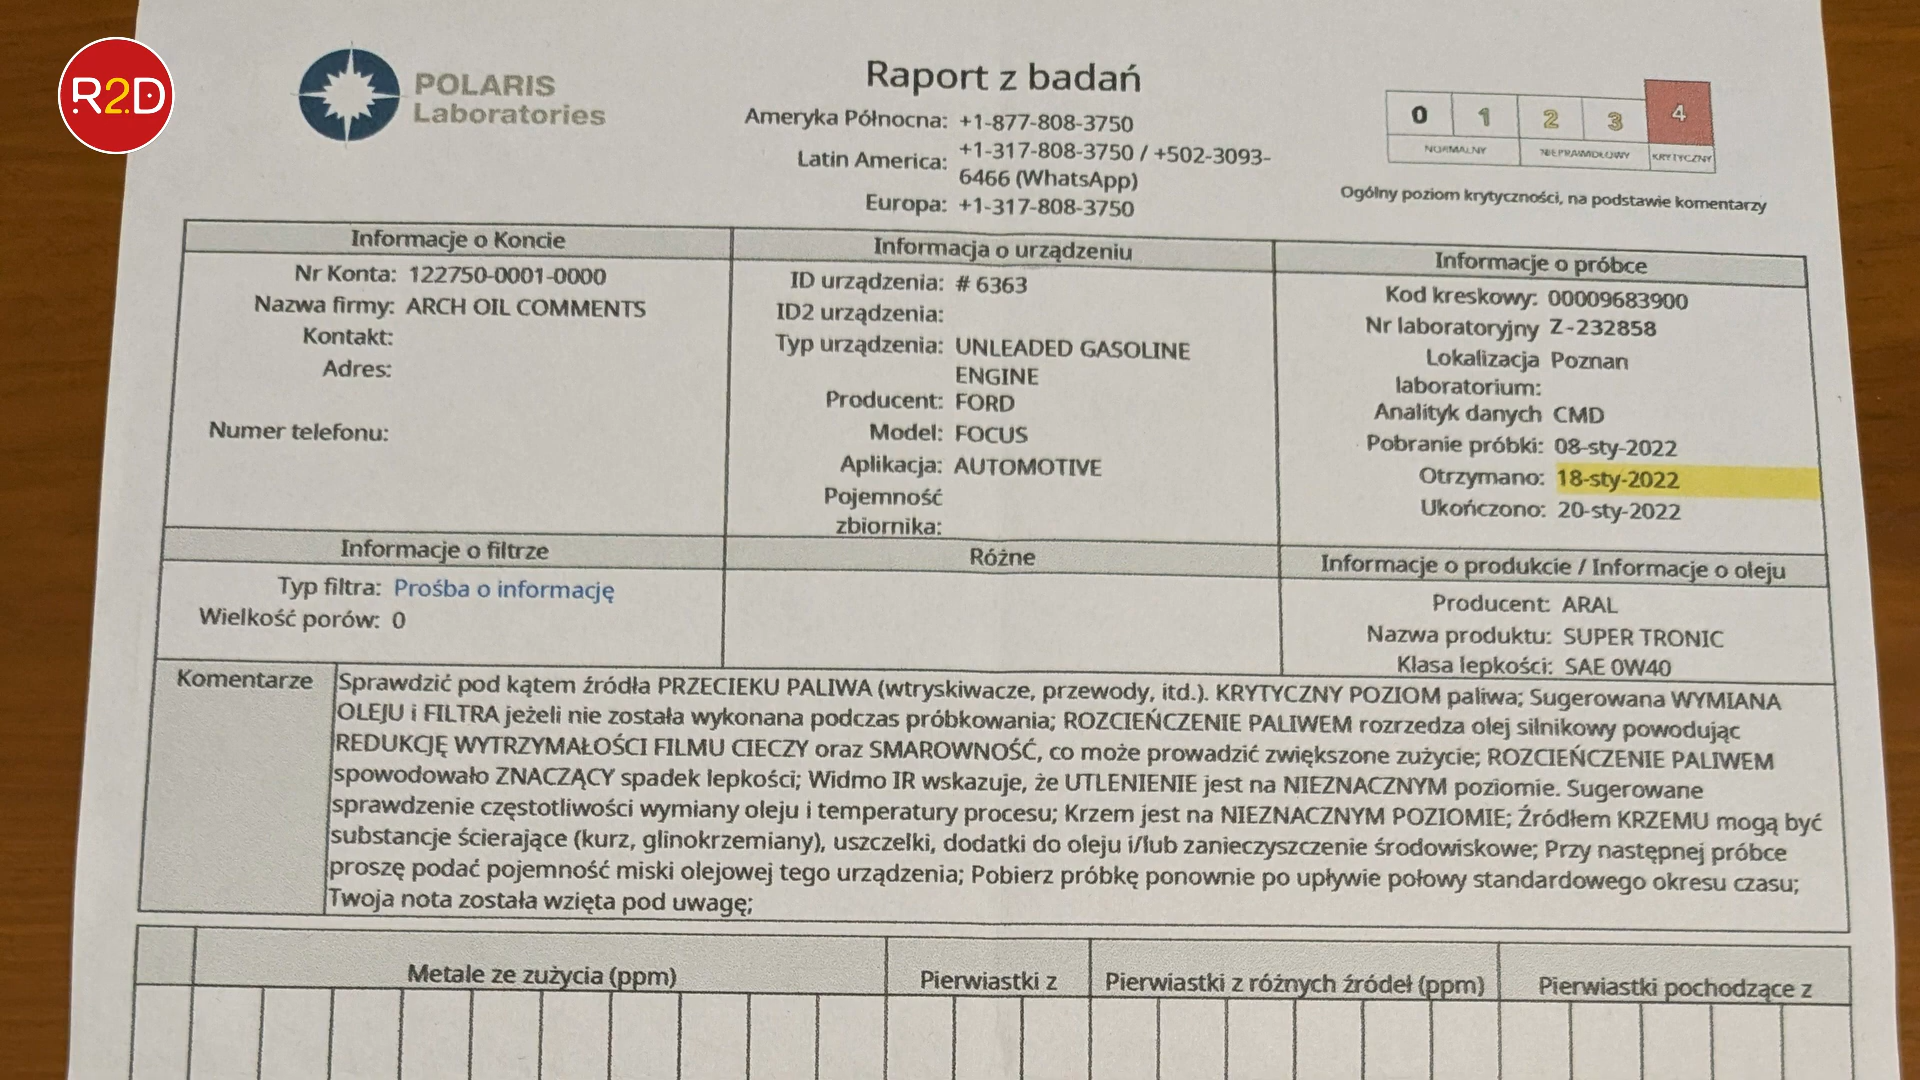 R2D
POLARIS
Laboratories
Raport z badań
Ameryka Północna: +1-877-808-3750
Latin America: +1-317-808-3750 / +502-3093-
6466 (WhatsApp)
Europa: +1-317-808-3750
0 1 2 3 4
NORMALNY NIEPRAWIDŁOWY KRYTYCZNY
Ogólny poziom krytyczności, na podstawie komentarzy
Informacje o Koncie
Nr Konta: 122750-0001-0000
Nazwa firmy: ARCH OIL COMMENTS
Kontakt:
Adres:
Numer telefonu:
Informacja o urządzeniu
ID urządzenia: # 6363
ID2 urządzenia:
Typ urządzenia: UNLEADED GASOLINE
ENGINE
Producent: FORD
Model: FOCUS
Aplikacja: AUTOMOTIVE
Pojemność
zbiornika:
Informacje o próbce
Kod kreskowy: 00009683900
Nr laboratoryjny Z-232858
Lokalizacja Poznan
laboratorium:
Analityk danych CMD
Pobranie próbki: 08-sty-2022
Otrzymano: 18-sty-2022
Ukończono: 20-sty-2022
Informacje o filtrze
Typ filtra: Prośba o informację
Wielkość porów: 0
Różne
Informacje o produkcie / Informacje o oleju
Producent: ARAL
Nazwa produktu: SUPER TRONIC
Klasa lepkości: SAE 0W40
Komentarze
Sprawdzić pod kątem źródła PRZECIEKU PALIWA (wtryskiwacze, przewody, itd.). KRYTYCZNY POZIOM paliwa; Sugerowana WYMIANA
OLEJU i FILTRA jeżeli nie została wykonana podczas próbkowania; ROZCIEŃCZENIE PALIWEM rozrzedza olej silnikowy powodując
REDUKCJĘ WYTRZYMAŁOŚCI FILMU CIECZY oraz SMAROWNOŚĆ, co może prowadzić zwiększone zużycie; ROZCIEŃCZENIE PALIWEM
spowodowało ZNACZĄCY spadek lepkości; Widmo IR wskazuje, że UTLENIENIE jest na NIEZNACZNYM poziomie. Sugerowane
sprawdzenie częstotliwości wymiany oleju i temperatury procesu; Krzem jest na NIEZNACZNYM POZIOMIE; Źródłem KRZEMU mogą być
substancje ścierające (kurz, glinokrzemiany), uszczelki, dodatki do oleju i/lub zanieczyszczenie środowiskowe; Przy następnej próbce
proszę podać pojemność miski olejowej tego urządzenia; Pobierz próbkę ponownie po upływie połowy standardowego okresu czasu;
Twoja nota została wzięta pod uwagę;
Metale ze zużycia (ppm)
Pierwiastki z
Pierwiastki z różnych źródeł (ppm)
Pierwiastki pochodzące z